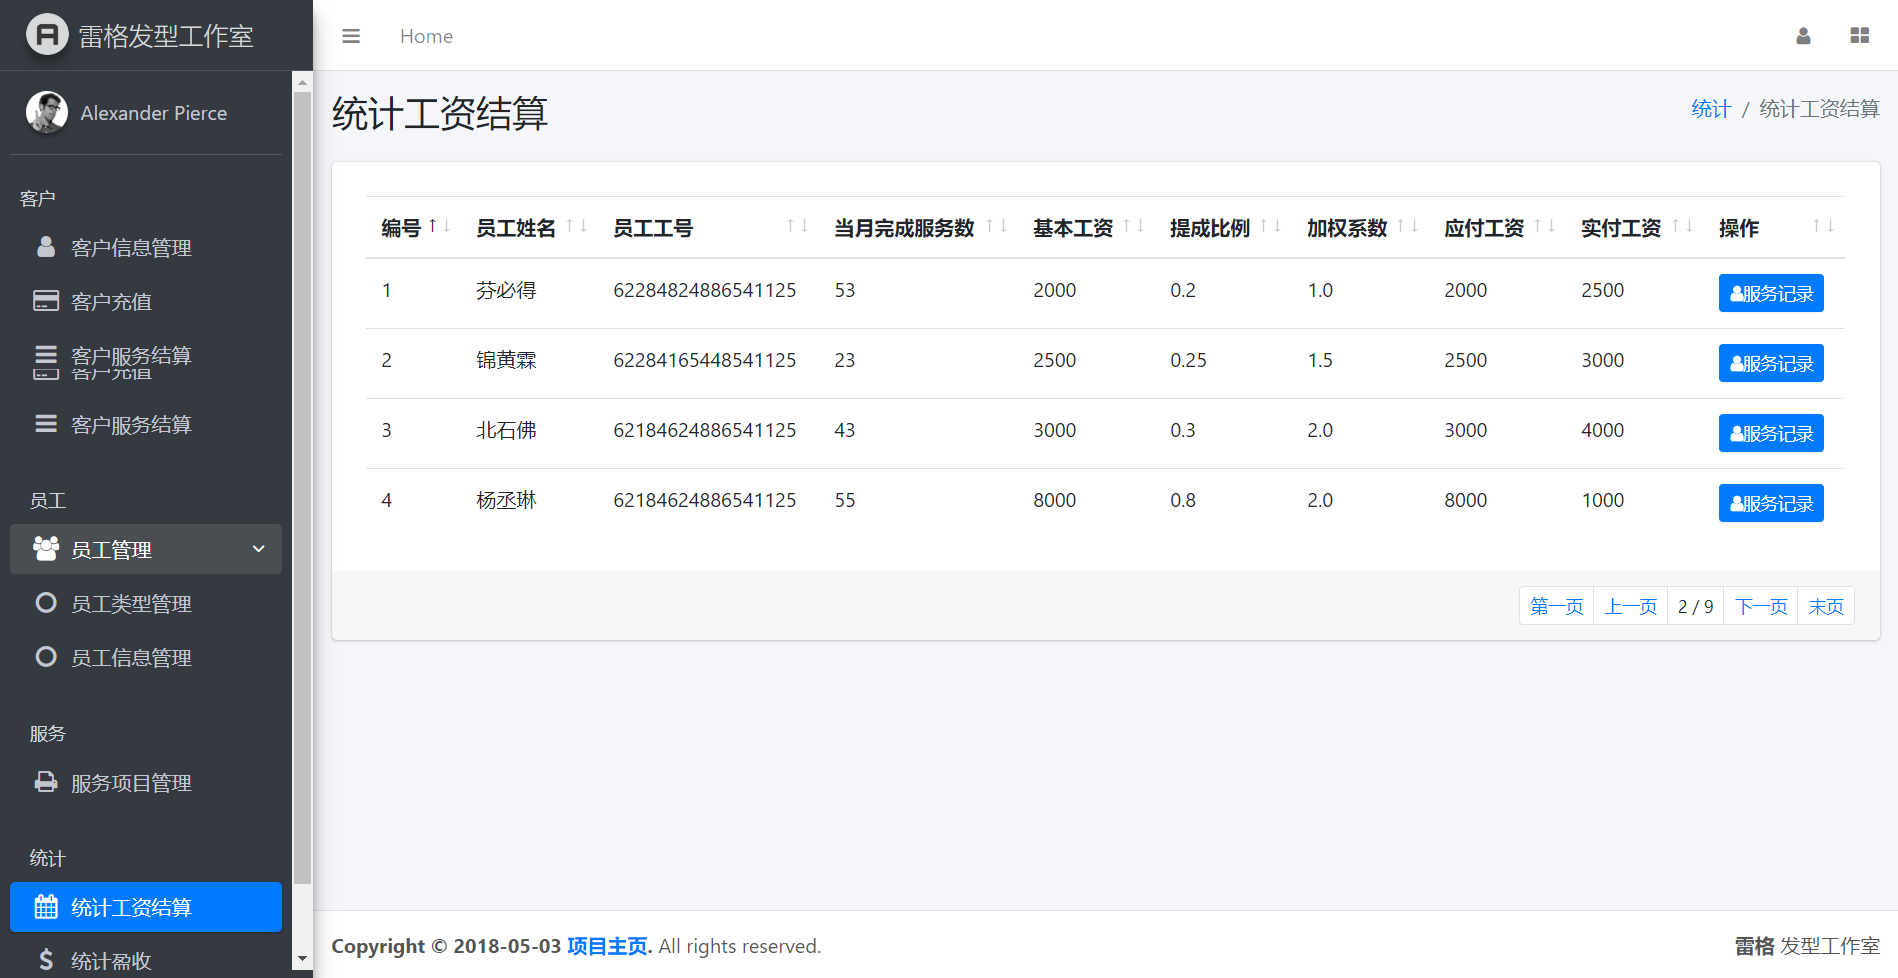 雷格发型工作室
Home
Alexander Pierce
客户
客户信息管理
客户充值
客户服务结算
客户充值
客户服务结算
员工
员工管理
员工类型管理
员工信息管理
服务
服务项目管理
统计
统计工资结算
统计盈收
统计工资结算
统计 / 统计工资结算
编号 员工姓名 员工工号 当月完成服务数 基本工资 提成比例 加权系数 应付工资 实付工资 操作
1 芬必得 62284824886541125 53 2000 0.2 1.0 2000 2500 服务记录
2 锦黄霖 62284165448541125 23 2500 0.25 1.5 2500 3000 服务记录
3 北石佛 62184624886541125 43 3000 0.3 2.0 3000 4000 服务记录
4 杨丞琳 62184624886541125 55 8000 0.8 2.0 8000 1000 服务记录
第一页 上一页 2 / 9 下一页 末页
Copyright © 2018-05-03 项目主页. All rights reserved.
雷格 发型工作室